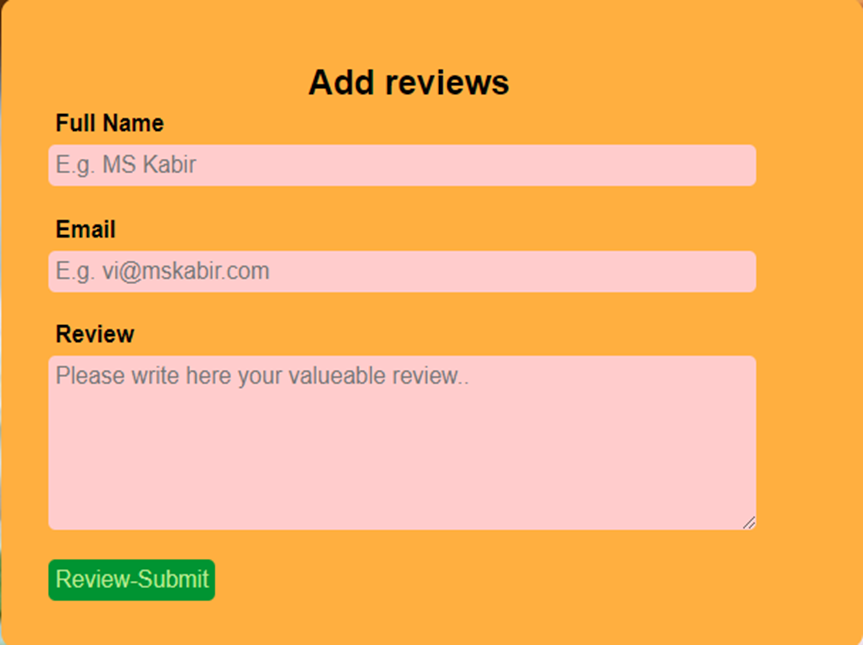 Add reviews
Full Name
E.g. MS Kabir
Email
E.g. vi@mskabir.com
Review
Please write here your valueable review..
Review-Submit